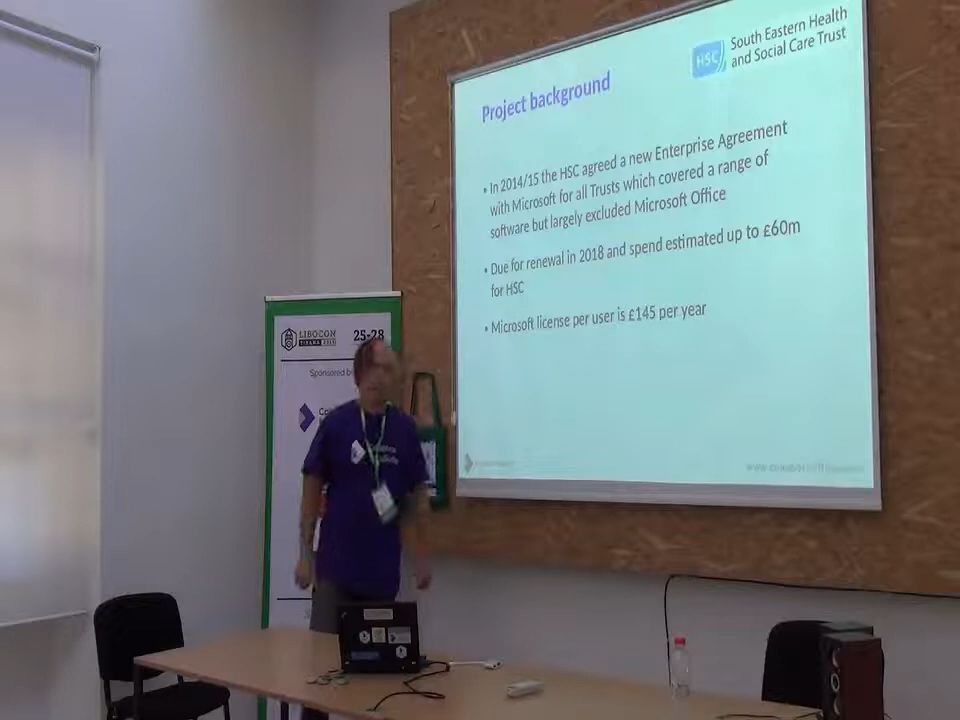 South Eastern Health
and Social Care Trust
HSC
Project background
• In 2014/15 the HSC agreed a new Enterprise Agreement
with Microsoft for all Trusts which covered a range of
software but largely excluded Microsoft Office
• Due for renewal in 2018 and spend estimated up to £60m
for HSC
• Microsoft license per user is £145 per year
LIBOCON
25-28
Sponsored